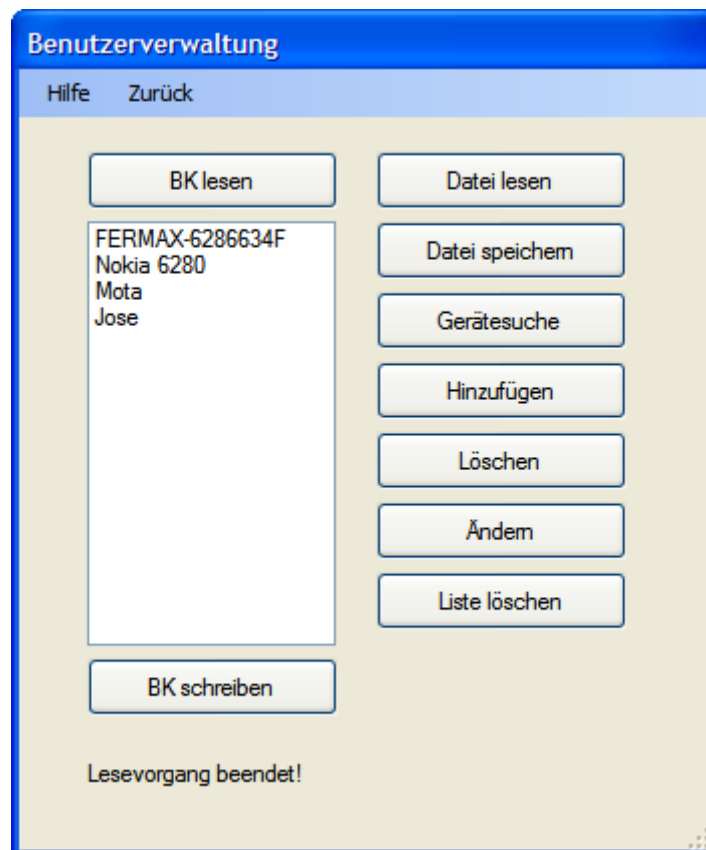 Benutzerverwaltung
Hilfe Zurück
BK lesen
Datei lesen
FERMAX-6286634F
Nokia 6280
Mota
Jose
Datei speichern
Gerätesuche
Hinzufügen
Löschen
Ändern
Liste löschen
BK schreiben
Lesevorgang beendet!